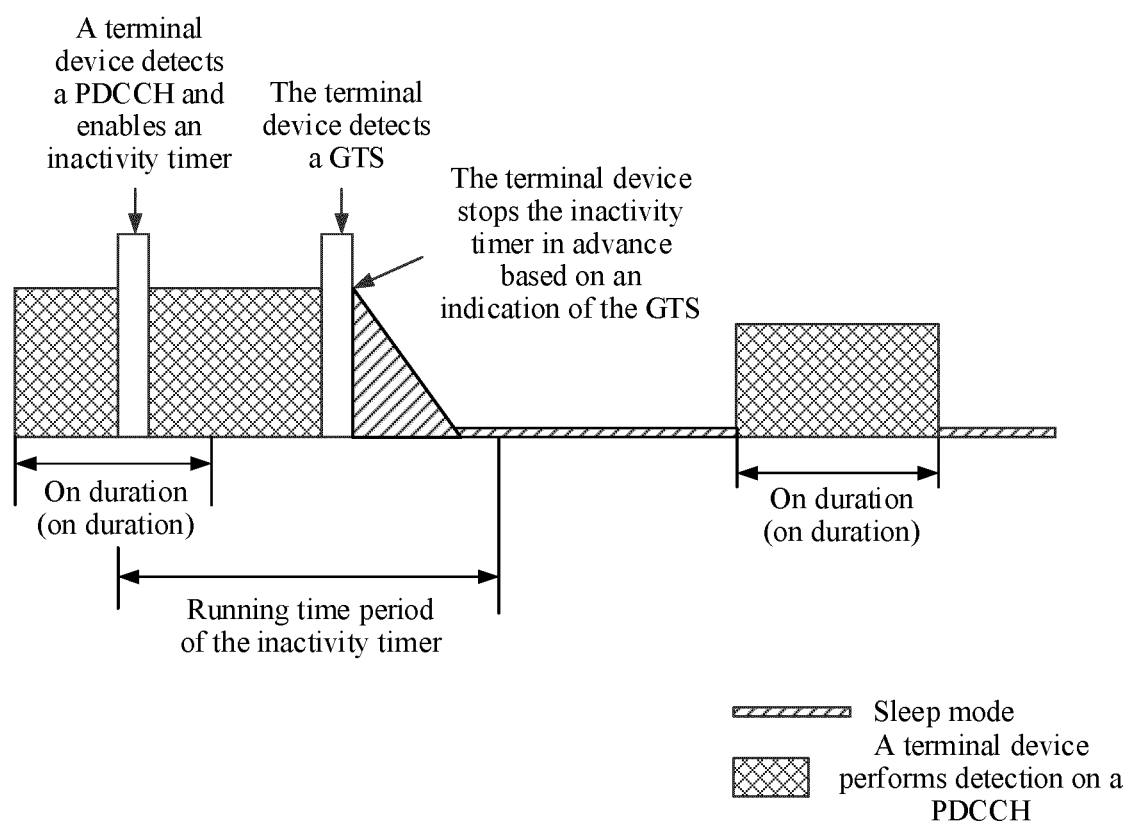 A terminal
device detects
a PDCCH and
enables an
inactivity timer
The terminal
device detects
a GTS
The terminal device
stops the inactivity
timer in advance
based on an
indication of the GTS
On duration
(on duration)
On duration
(on duration)
Running time period
of the inactivity timer
Sleep mode
A terminal device
performs detection on a
PDCCH